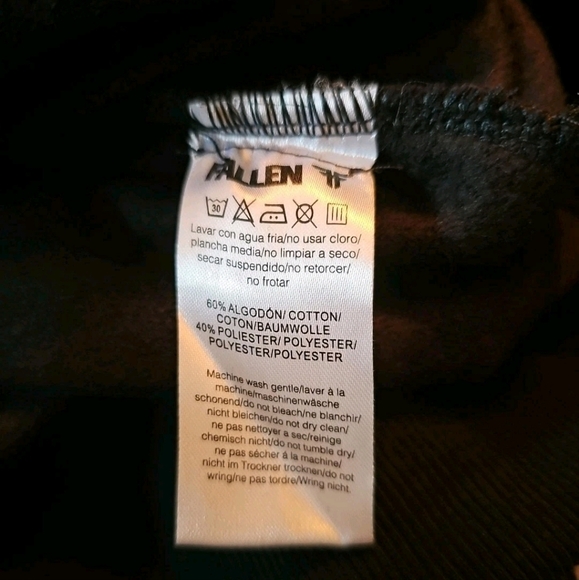 FALLEN
30
Lavar con agua fria/no usar cloro/
plancha media/no limpiar a seco/
secar suspendido/no retorcer/
no frotar
60% ALGODÓN/ COTTON/
COTON/BAUMWOLLE
40% POLIESTER/ POLYESTER/
POLYESTER/POLYESTER
Machine wash gentle/laver à la
machine/maschinenwäsche
schonend/do not bleach/ne blanchir/
nicht bleichen/do not dry clean/
ne pas nettoyer a sec/reinige
chemisch nicht/do not tumble dry/
ne pas sécher á la machine/
nicht im Trockner trocknen/do not
wring/ne pas tordre/Wring nicht